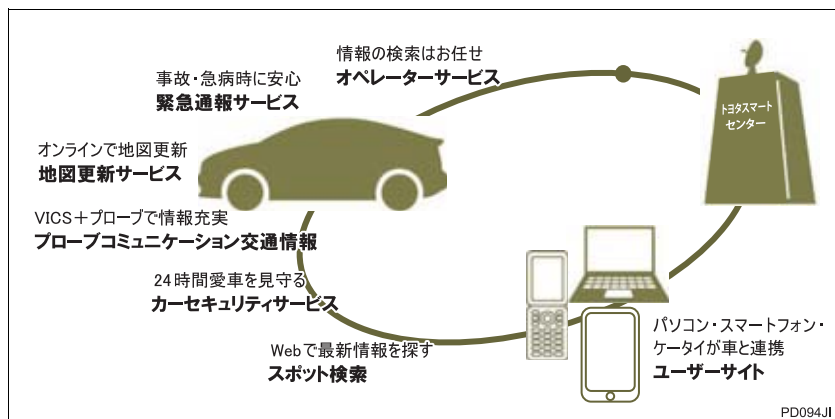 情報の検索はお任せ
オペレーターサービス
事故・急病時に安心
緊急通報サービス
トヨタスマート
センター
オンラインで地図更新
地図更新サービス
VICS+プローブで情報充実
プローブコミュニケーション交通情報
24時間愛車を見守る
カーセキュリティサービス
Webで最新情報を探す
スポット検索
パソコン・スマートフォン・
ケータイが車と連携
ユーザーサイト
PD094JI